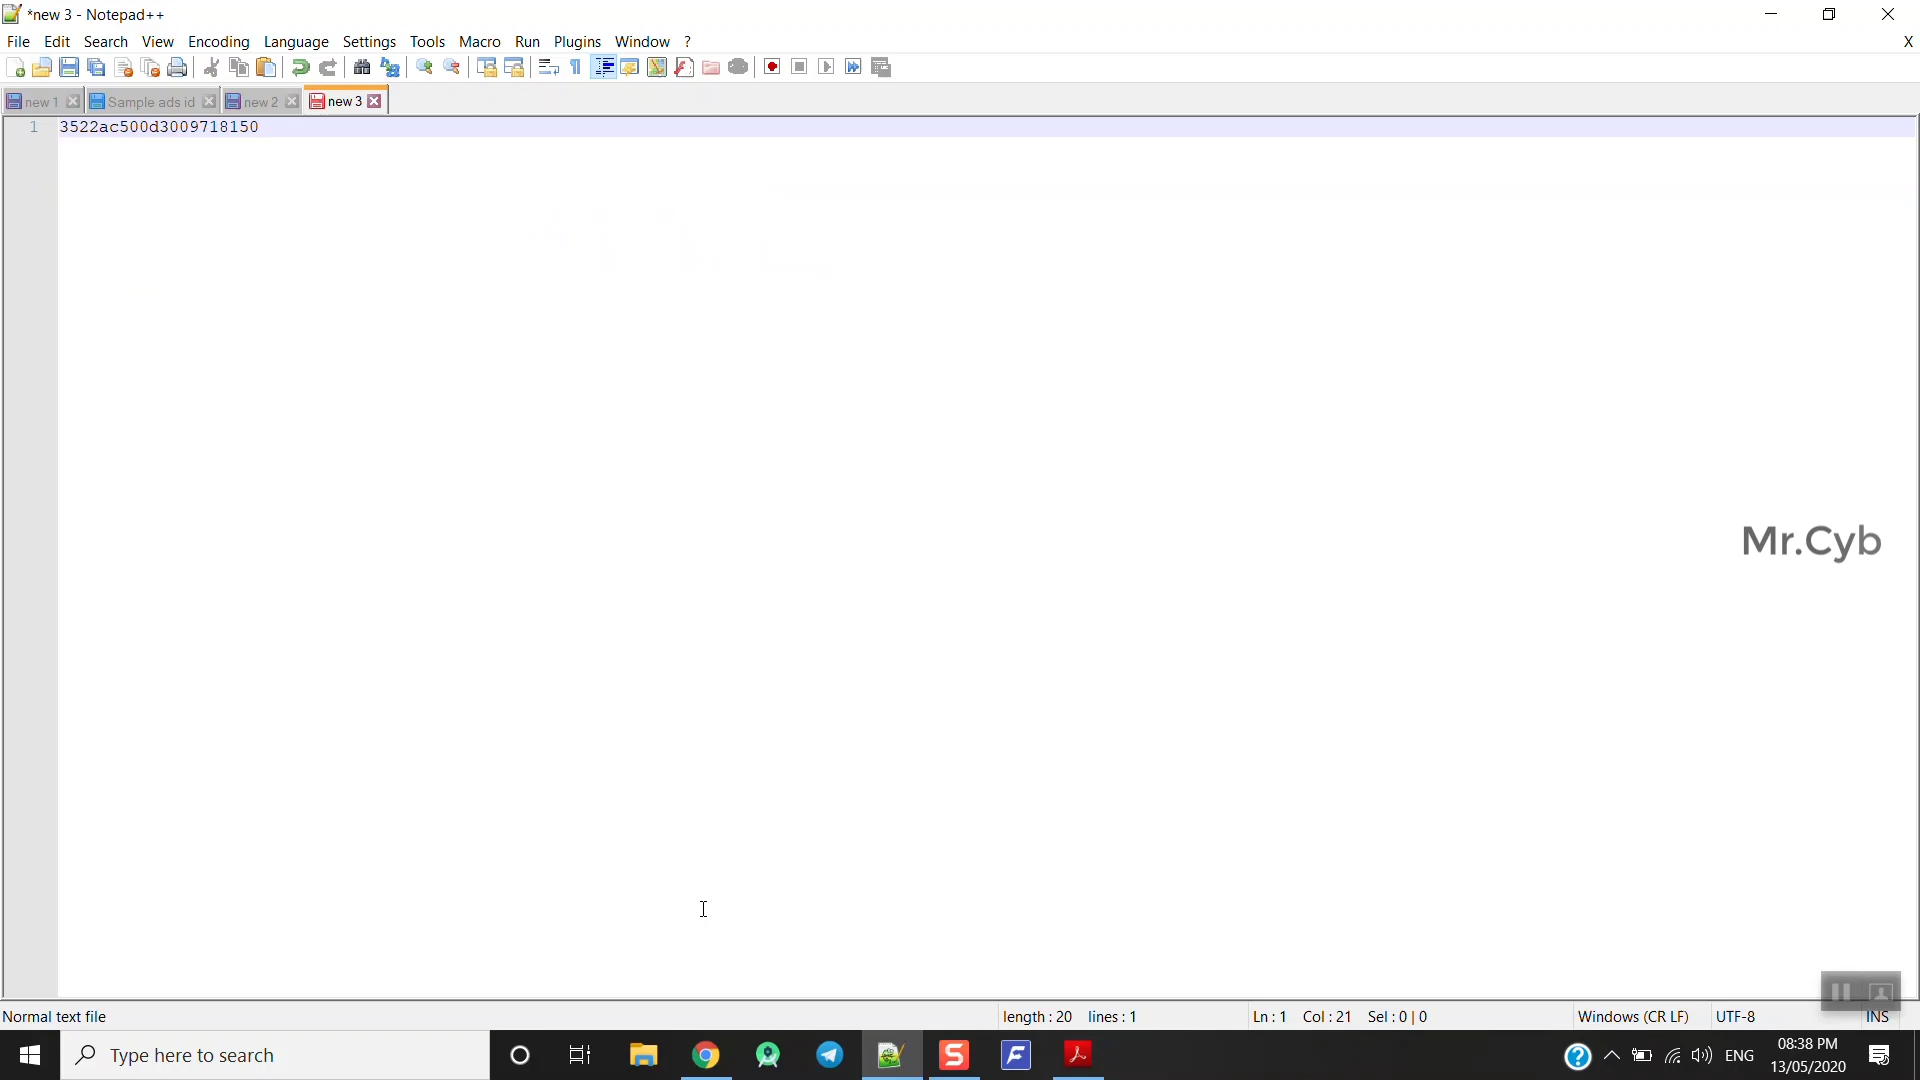 *new 3 - Notepad++
File Edit Search View Encoding Language Settings Tools Macro Run Plugins Window ? X
new 1 Sample ads id new 2 new 3
1 3522ac500d3009718150
Mr.Cyb
Normal text file length : 20 lines : 1 Ln : 1 Col : 21 Sel : 0 | 0 Windows (CR LF) UTF-8 INS
Type here to search ENG 08:38 PM
13/05/2020